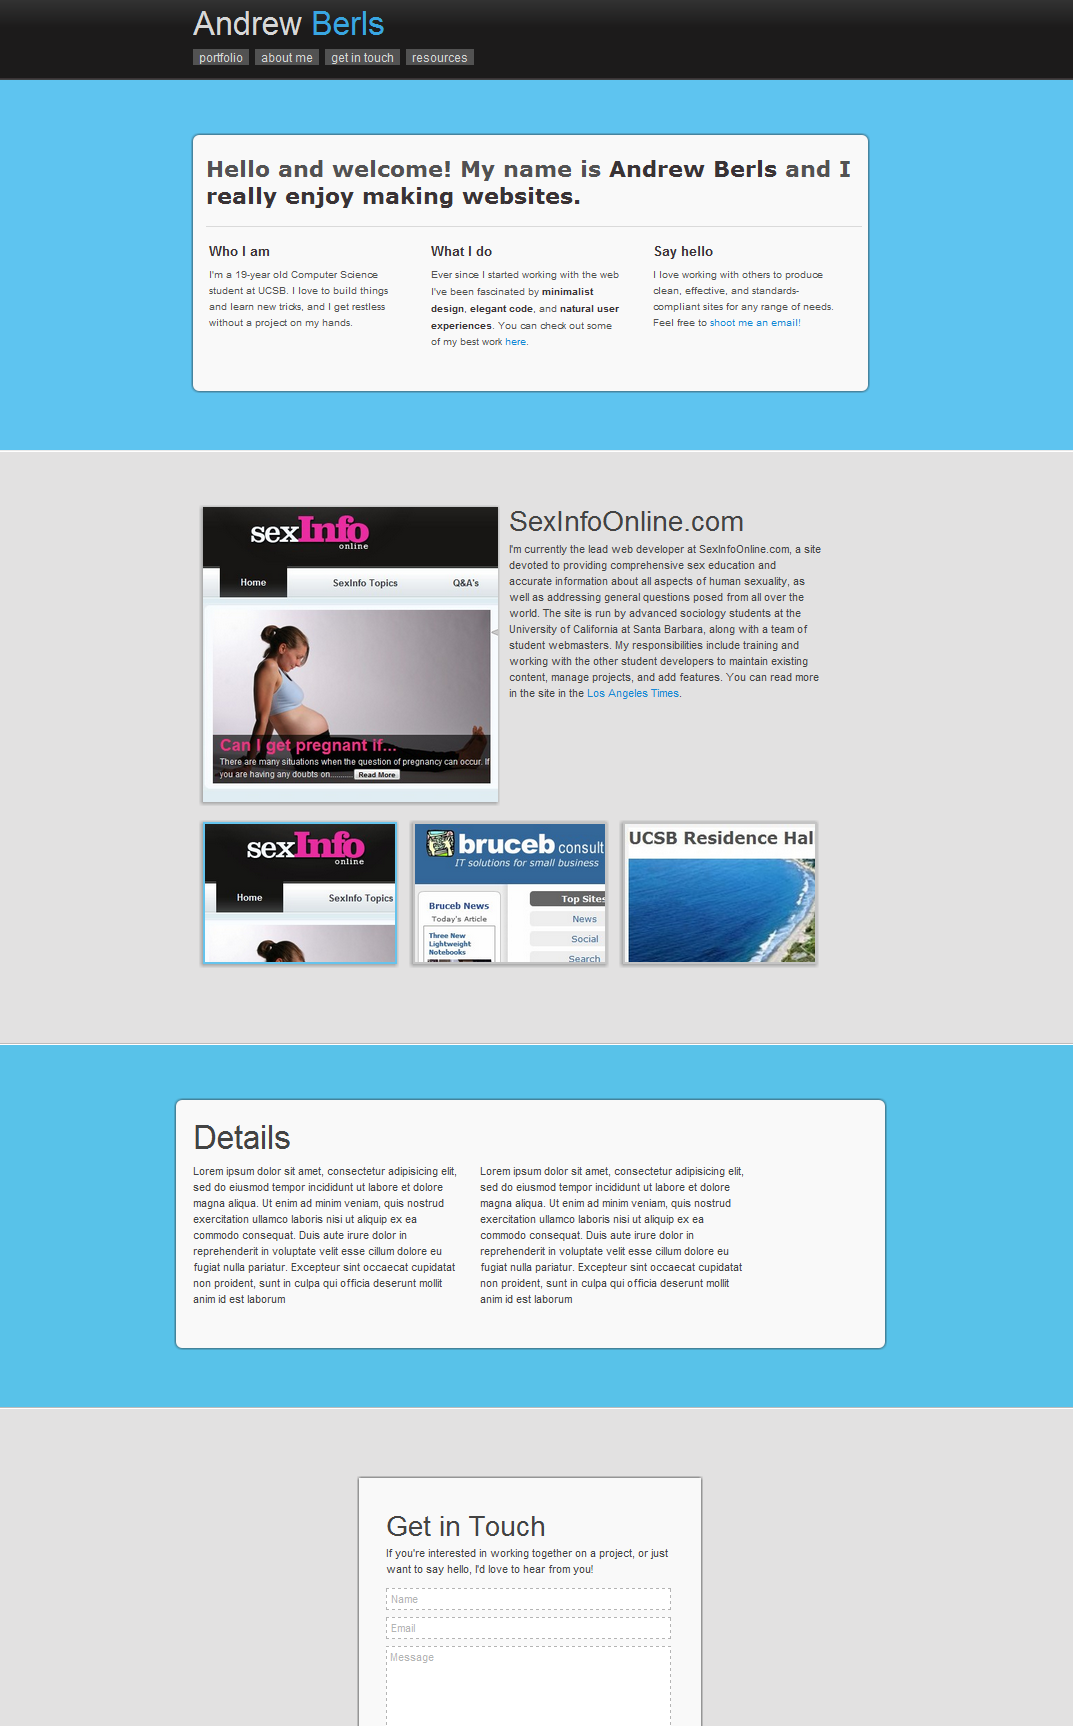 Andrew Berls
portfolio about me get in touch resources
Hello and welcome! My name is Andrew Berls and I
really enjoy making websites.
Who I am
I'm a 19-year old Computer Science
student at UCSB. I love to build things
and learn new tricks, and I get restless
without a project on my hands.
What I do
Ever since I started working with the web
I've been fascinated by minimalist
design, elegant code, and natural user
experiences. You can check out some
of my best work here.
Say hello
I love working with others to produce
clean, effective, and standards-
compliant sites for any range of needs.
Feel free to shoot me an email!
sexInfo
online
Home SexInfo Topics Q&A's
Can I get pregnant if...
There are many situations when the question of pregnancy can occur. If
you are having any doubts on........... Read More
SexInfoOnline.com
I'm currently the lead web developer at SexInfoOnline.com, a site
devoted to providing comprehensive sex education and
accurate information about all aspects of human sexuality, as
well as addressing general questions posed from all over the
world. The site is run by advanced sociology students at the
University of California at Santa Barbara, along with a team of
student webmasters. My responsibilities include training and
working with the other student developers to maintain existing
content, manage projects, and add features. You can read more
in the site in the Los Angeles Times.
sexInfo
online
Home SexInfo Topics
bruceb consult
IT solutions for small business
Bruceb News
Today's Article
Three New
Lightweight
Notebooks
Top Sites
News
Social
Search
UCSB Residence Hal
Details
Lorem ipsum dolor sit amet, consectetur adipisicing elit,
sed do eiusmod tempor incididunt ut labore et dolore
magna aliqua. Ut enim ad minim veniam, quis nostrud
exercitation ullamco laboris nisi ut aliquip ex ea
commodo consequat. Duis aute irure dolor in
reprehenderit in voluptate velit esse cillum dolore eu
fugiat nulla pariatur. Excepteur sint occaecat cupidatat
non proident, sunt in culpa qui officia deserunt mollit
anim id est laborum
Lorem ipsum dolor sit amet, consectetur adipisicing elit,
sed do eiusmod tempor incididunt ut labore et dolore
magna aliqua. Ut enim ad minim veniam, quis nostrud
exercitation ullamco laboris nisi ut aliquip ex ea
commodo consequat. Duis aute irure dolor in
reprehenderit in voluptate velit esse cillum dolore eu
fugiat nulla pariatur. Excepteur sint occaecat cupidatat
non proident, sunt in culpa qui officia deserunt mollit
anim id est laborum
Get in Touch
If you're interested in working together on a project, or just
want to say hello, I'd love to hear from you!
Name
Email
Message